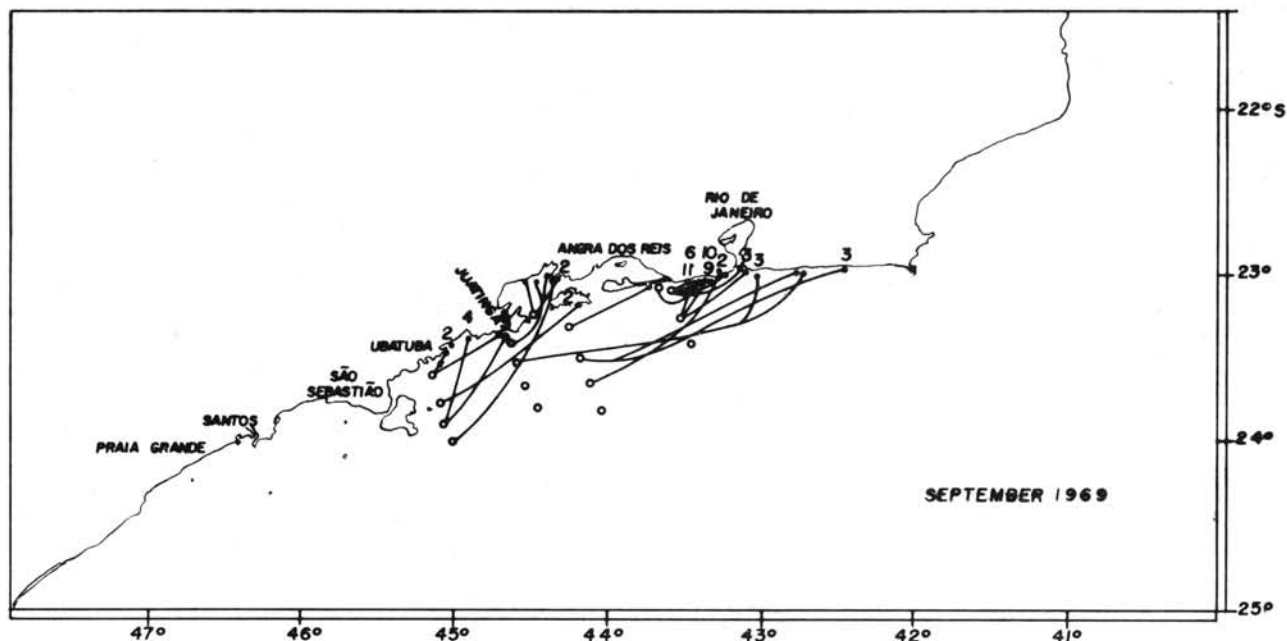 22°S
RIO DE
JANEIRO
ANGRA DOS REIS
6 10 3
11 9 2 3 3
23°
2
2
4
2
UBATUBA
SÃO
SEBASTIÃO
SANTOS
PRAIA GRANDE
24°
SEPTEMBER 1969
25°
47° 46° 45° 44° 43° 42° 41°